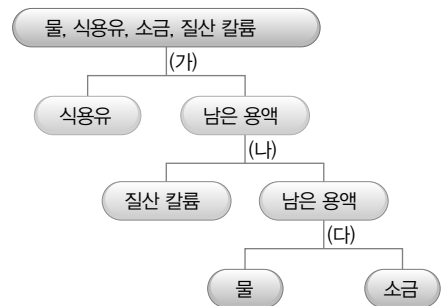 물, 식용유, 소금, 질산 칼륨
(가)
식용유
남은 용액
(나)
질산 칼륨
남은 용액
(다)
물
소금